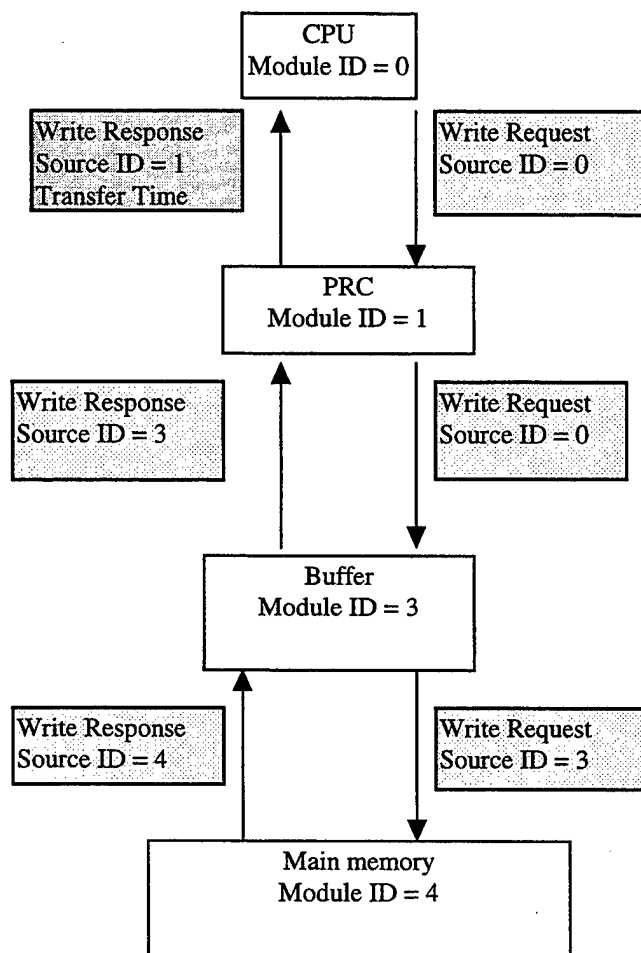 CPU
Module ID = 0
Write Response
Source ID = 1
Transfer Time
Write Request
Source ID = 0
PRC
Module ID = 1
Write Response
Source ID = 3
Write Request
Source ID = 0
Buffer
Module ID = 3
Write Response
Source ID = 4
Write Request
Source ID = 3
Main memory
Module ID = 4